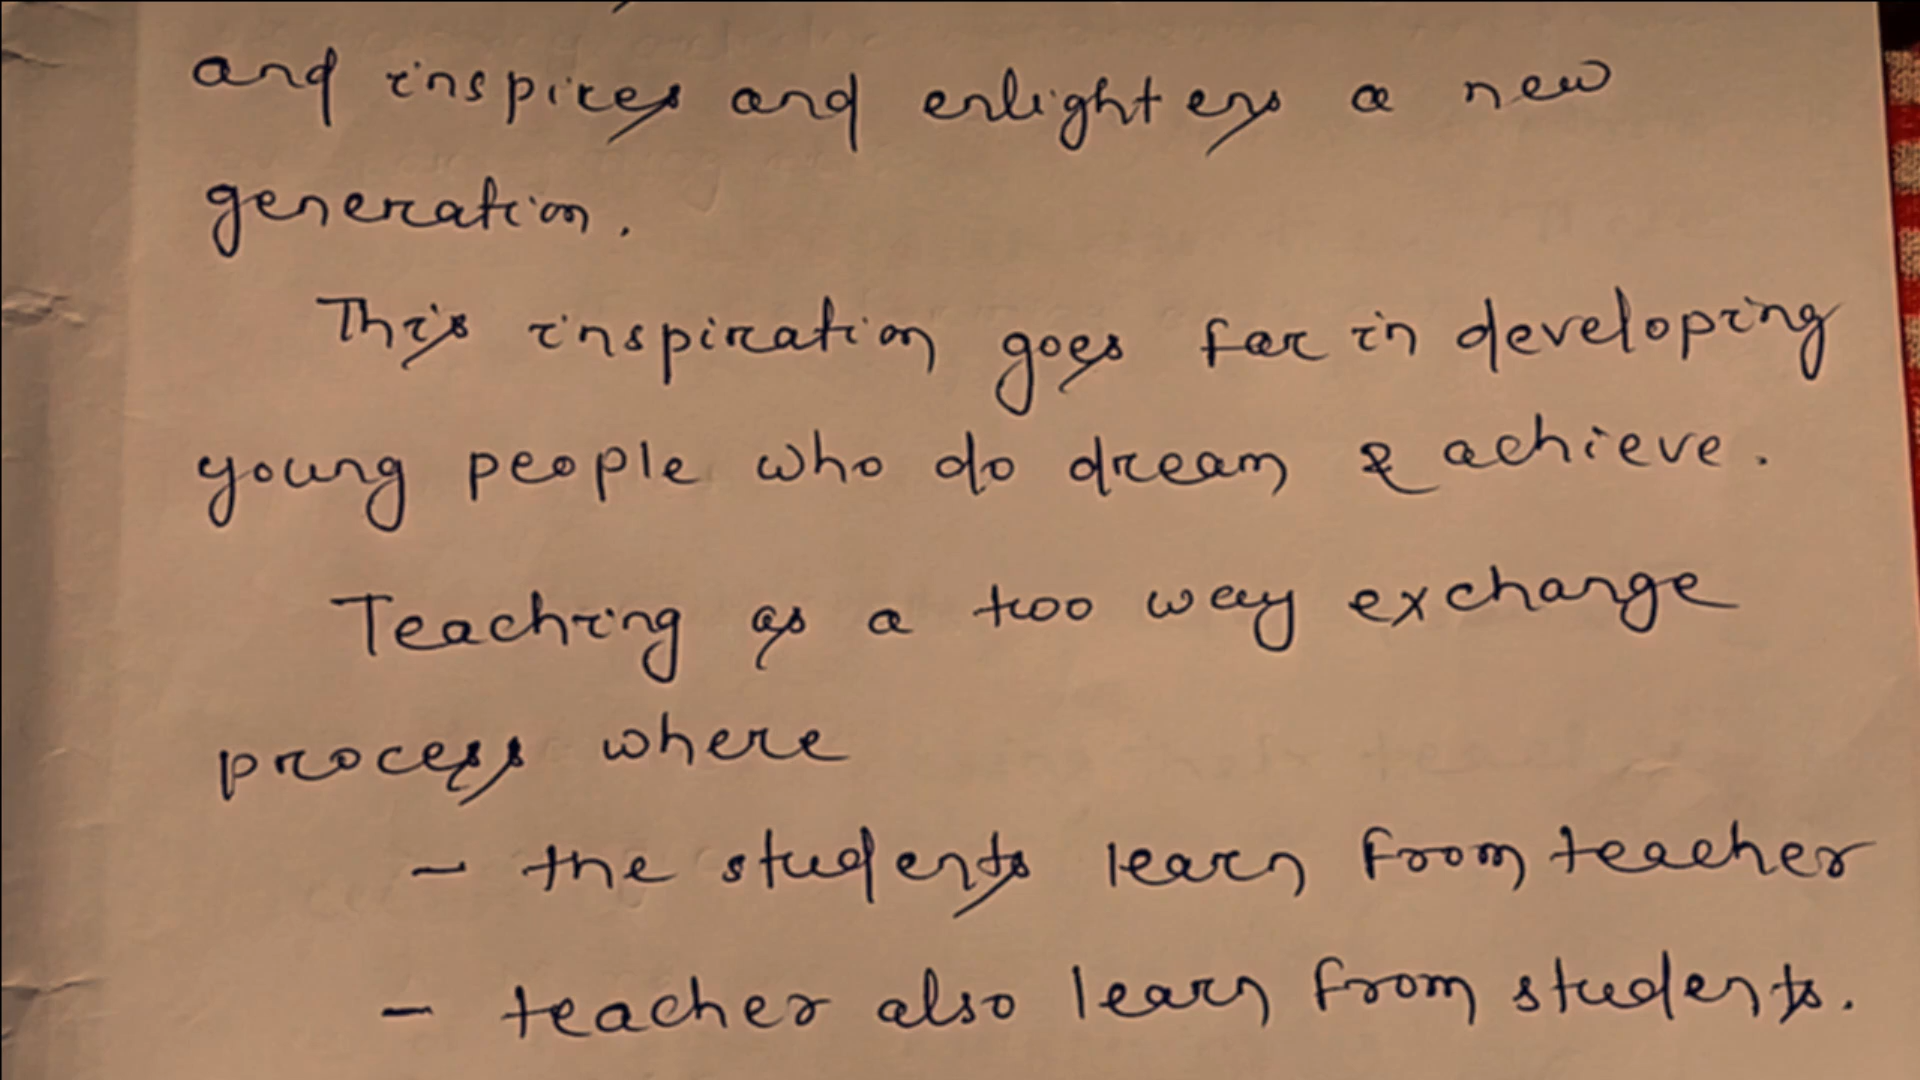 and inspires and enlightens a new
generation.
This inspiration goes far in developing
young people who do dream & achieve.
Teaching as a two way exchange
process where
- the students learn from teacher
- teacher also learn from students.